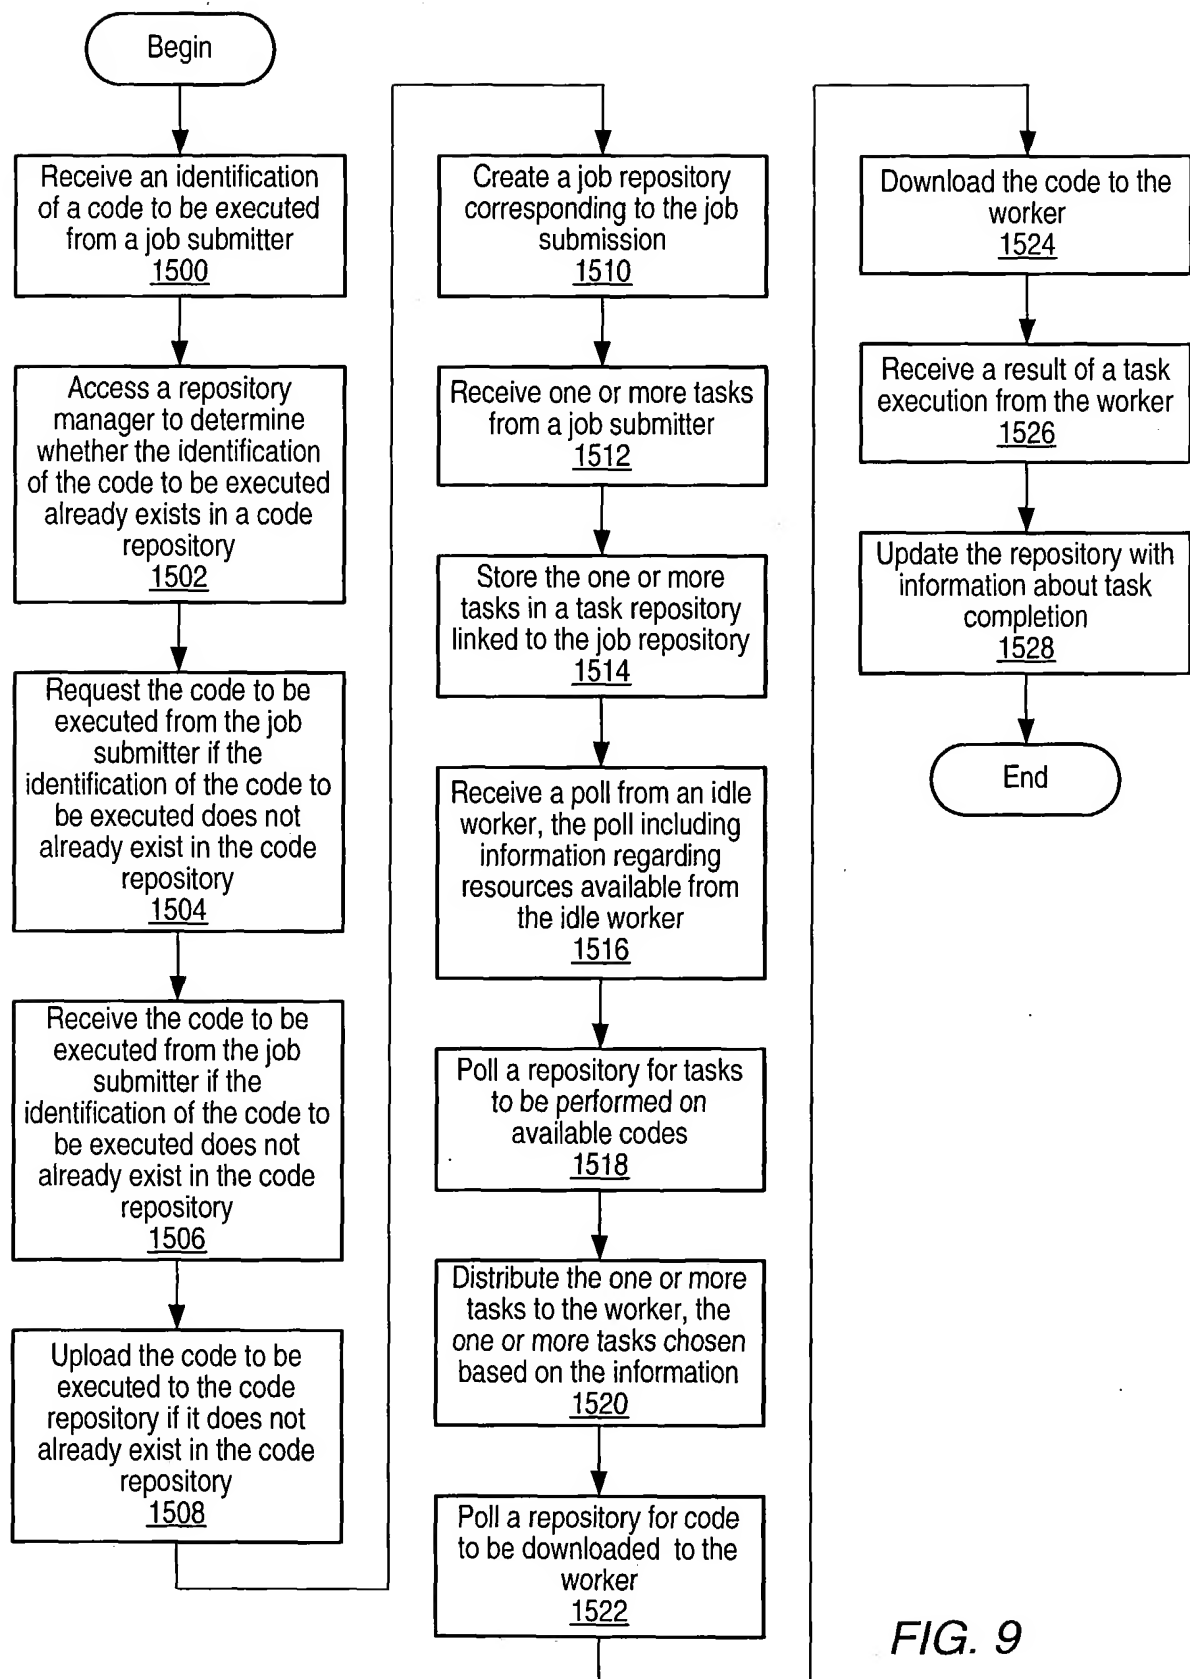 Begin
Receive an identification
of a code to be executed
from a job submitter
1500
Access a repository
manager to determine
whether the identification
of the code to be executed
already exists in a code
repository
1502
Request the code to be
executed from the job
submitter if the
identification of the code to
be executed does not
already exist in the code
repository
1504
Receive the code to be
executed from the job
submitter if the
identification of the code to
be executed does not
already exist in the code
repository
1506
Upload the code to be
executed to the code
repository if it does not
already exist in the code
repository
1508
Create a job repository
corresponding to the job
submission
1510
Receive one or more tasks
from a job submitter
1512
Store the one or more
tasks in a task repository
linked to the job repository
1514
Receive a poll from an idle
worker, the poll including
information regarding
resources available from
the idle worker
1516
Poll a repository for tasks
to be performed on
available codes
1518
Distribute the one or more
tasks to the worker, the
one or more tasks chosen
based on the information
1520
Poll a repository for code
to be downloaded to the
worker
1522
Download the code to the
worker
1524
Receive a result of a task
execution from the worker
1526
Update the repository with
information about task
completion
1528
End
FIG. 9